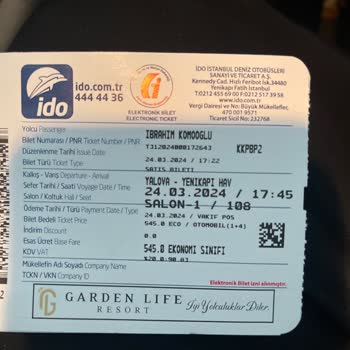 ido
ido.com.tr
444 44 36
ELEKTRONİK BİLET
ELECTRONIC TICKET
İDO İSTANBUL DENİZ OTOBÜSLERİ
SANAYİ VE TİCARET A.Ş.
Kennedy Cad. Hızlı Feribot İsk.34480
Yenikapı Fatih İstanbul
T.0212 455 69 00 F.0212 517 39 58
www.ido.com.tr
Vergi Dairesi ve No: Büyük Mükellefler,
470 001 9571
Ticaret Sicil No: 232768
Yolcu Passenger IBRAHIM KOMOOGLU
Bilet Numarası / PNR Ticket Number / PNR T312024000172643 KKPBP2
Düzenlenme Tarihi Issue Date 24.03.2024 / 17:22
Bilet Türü Ticket Type SATIS BILETI
Kalkış - Varış Departure - Arrival YALOVA - YENIKAPI HAV
Sefer Tarihi / Saati Voyage Date / Time 24.03.2024 / 17:45
Salon / Koltuk Hall / Seat SALON-1 / 108
Ödeme Tarihi / Türü Payment Date / Type 24.03.2024 / VAKIF POS
Bilet Bedeli Ticket Price 545.0 ECO / OTOMOBIL(1+4)
İndirim Discount 0.0
Esas Ücret Base Fare 545.0 EKONOMI SINIFI
KDV VAT
Mükellefin Adı Soyadı Company Name
TCKN / VKN Company ID
Elektronik Bilet izni alınmıştır.
GARDEN LIFE
RESORT
İyi Yolculuklar Diler.